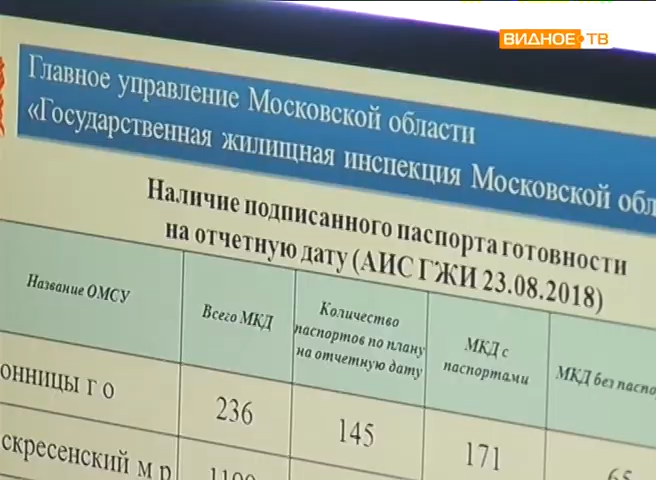 ВИДНОЕ ТВ
Главное управление Московской области
«Государственная жилищная инспекция Московской обл
Наличие подписанного паспорта готовности
на отчетную дату (АИС ГЖИ 23.08.2018)
Название ОМСУ
Всего МКД
Количество
паспортов по плану
на отчетную дату
МКД с
паспортами
МКД без паспо
онницы г о
236
145
171
65
скресенский м р